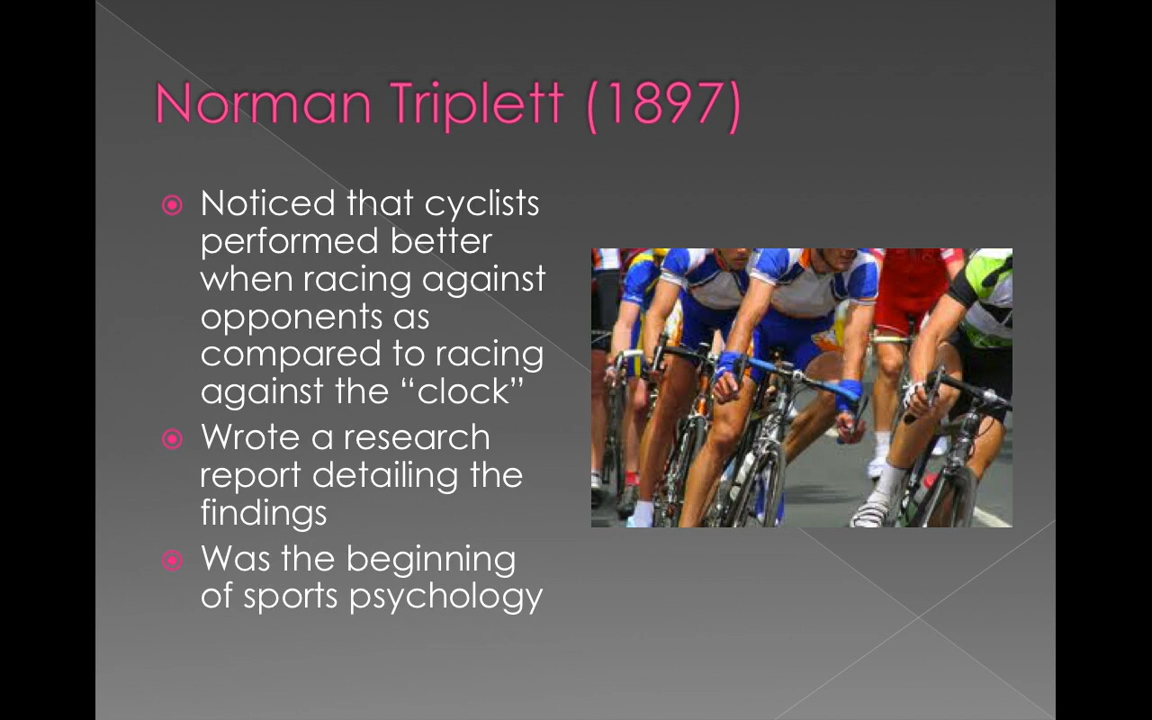 Norman Triplett (1897)
Noticed that cyclists
performed better
when racing against
opponents as
compared to racing
against the “clock”
Wrote a research
report detailing the
findings
Was the beginning
of sports psychology